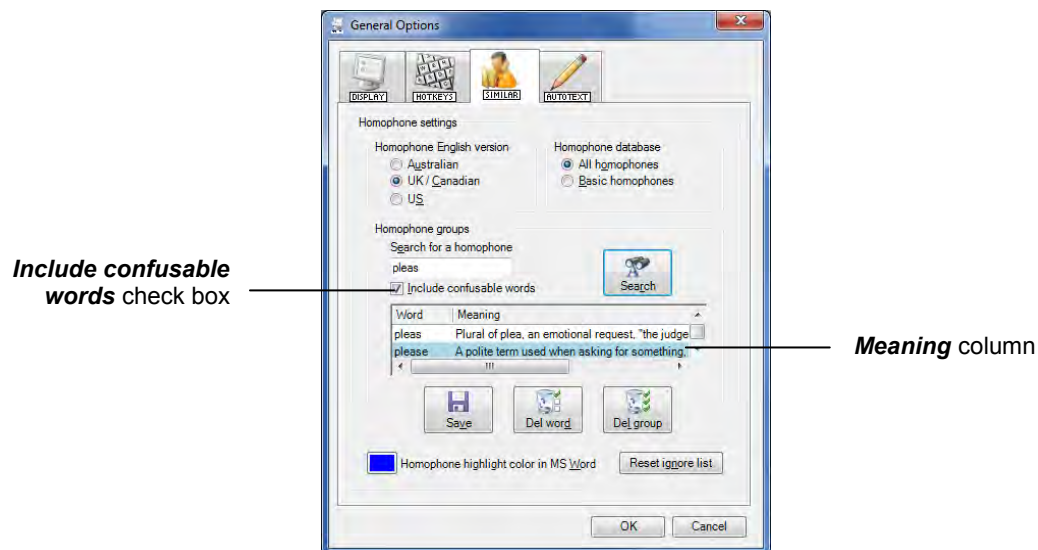 General Options
DISPLAY HOTKEYS SIMILAR AUTOTEXT
Homophone settings
Homophone English version
Australian
UK / Canadian
US
Homophone database
All homophones
Basic homophones
Homophone groups
Search for a homophone
pleas
Include confusable words
Search
Include confusable
words check box
Word Meaning
pleas Plural of plea, an emotional request, "the judge
please A polite term used when asking for something,
Meaning column
Save Del word Del group
Homophone highlight color in MS Word Reset ignore list
OK Cancel